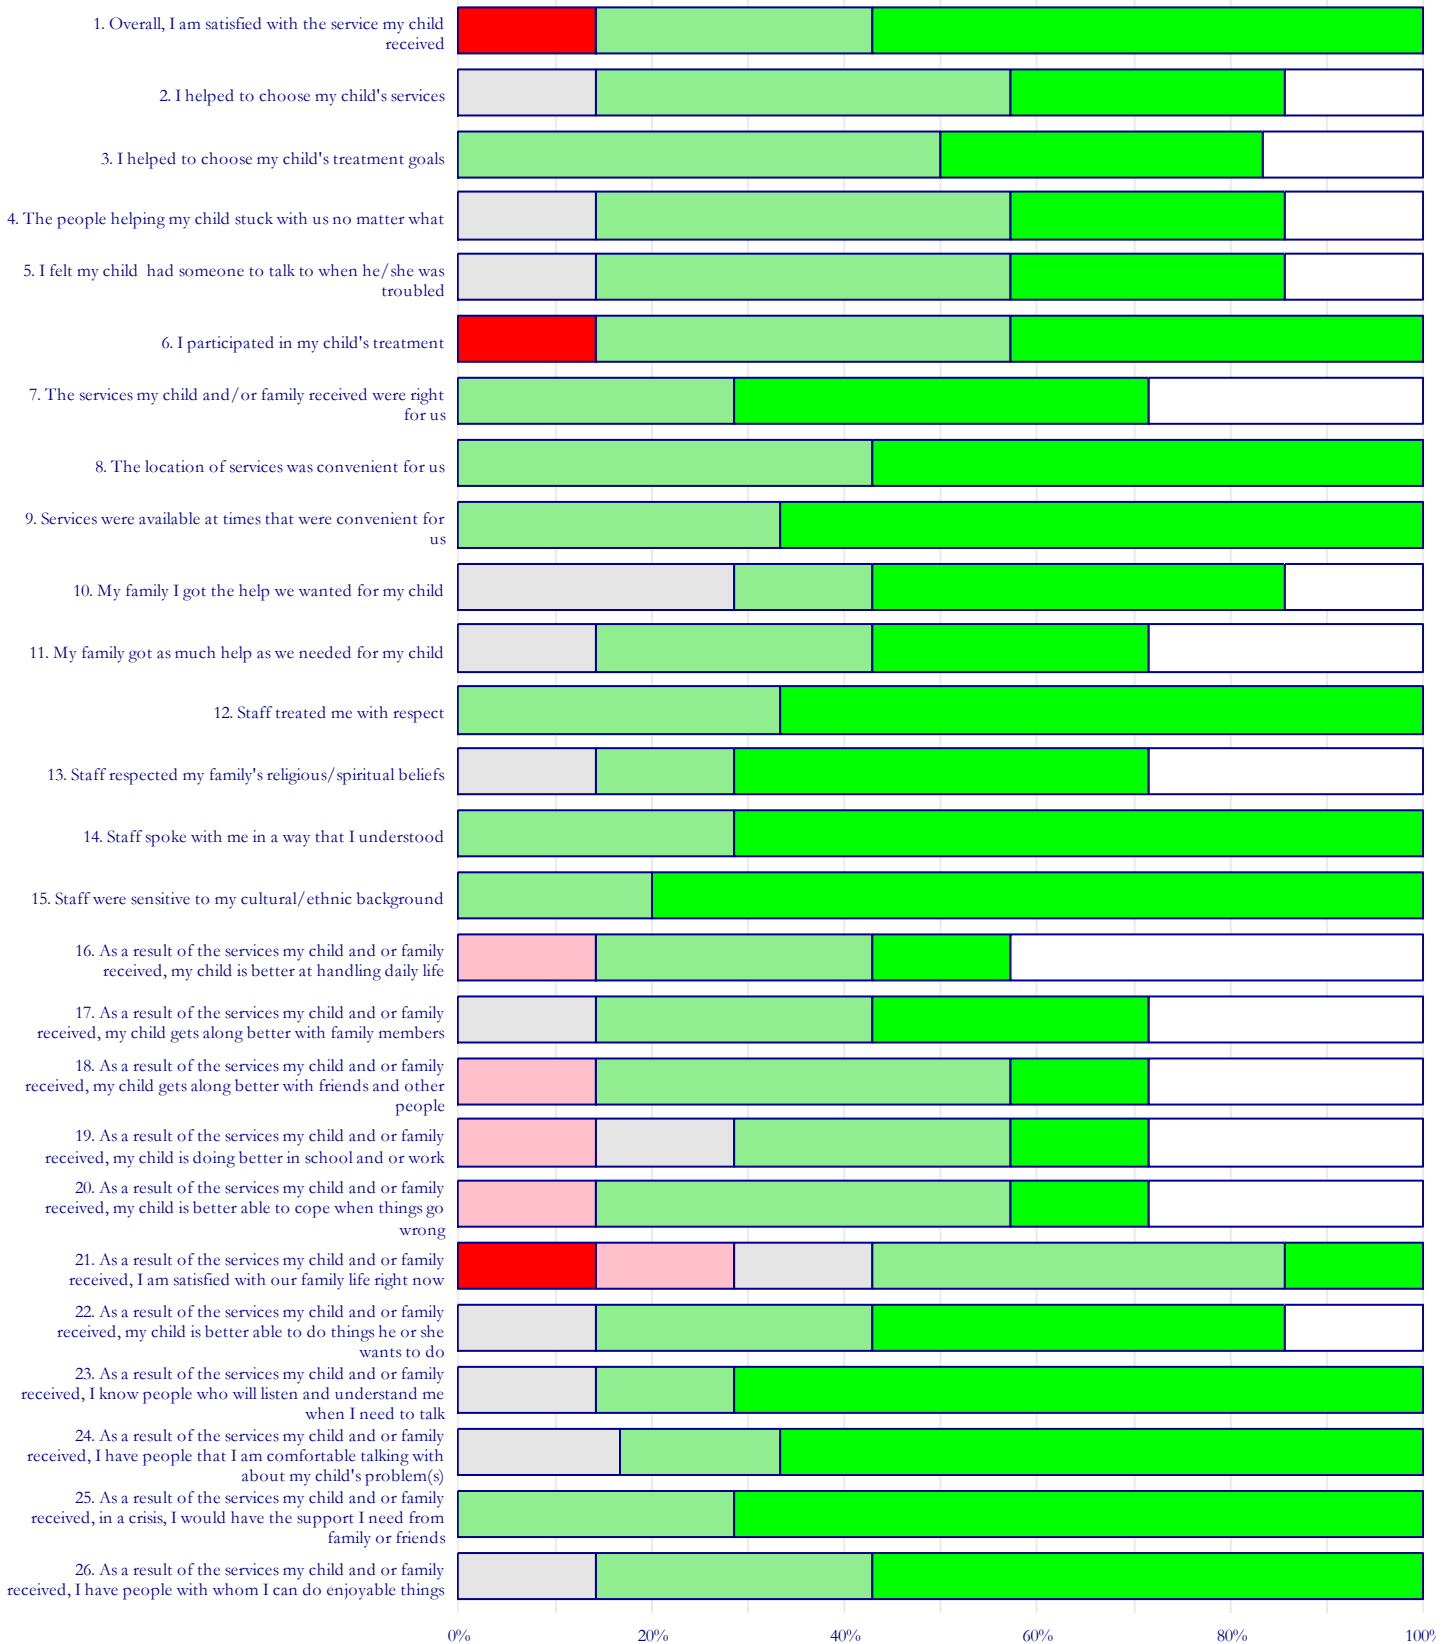 1. Overall, I am satisfied with the service my child
received
2. I helped to choose my child's services
3. I helped to choose my child's treatment goals
4. The people helping my child stuck with us no matter what
5. I felt my child  had someone to talk to when he/she was
troubled
6. I participated in my child's treatment
7. The services my child and/or family received were right
for us
8. The location of services was convenient for us
9. Services were available at times that were convenient for
us
10. My family I got the help we wanted for my child
11. My family got as much help as we needed for my child
12. Staff treated me with respect
13. Staff respected my family's religious/spiritual beliefs
14. Staff spoke with me in a way that I understood
15. Staff were sensitive to my cultural/ethnic background
16. As a result of the services my child and or family
received, my child is better at handling daily life
17. As a result of the services my child and or family
received, my child gets along better with family members
18. As a result of the services my child and or family
received, my child gets along better with friends and other
people
19. As a result of the services my child and or family
received, my child is doing better in school and or work
20. As a result of the services my child and or family
received, my child is better able to cope when things go
wrong
21. As a result of the services my child and or family
received, I am satisfied with our family life right now
22. As a result of the services my child and or family
received, my child is better able to do things he or she
wants to do
23. As a result of the services my child and or family
received, I know people who will listen and understand me
when I need to talk
24. As a result of the services my child and or family
received, I have people that I am comfortable talking with
about my child's problem(s)
25. As a result of the services my child and or family
received, in a crisis, I would have the support I need from
family or friends
26. As a result of the services my child and or family
received, I have people with whom I can do enjoyable things
0% 20% 40% 60% 80% 100%